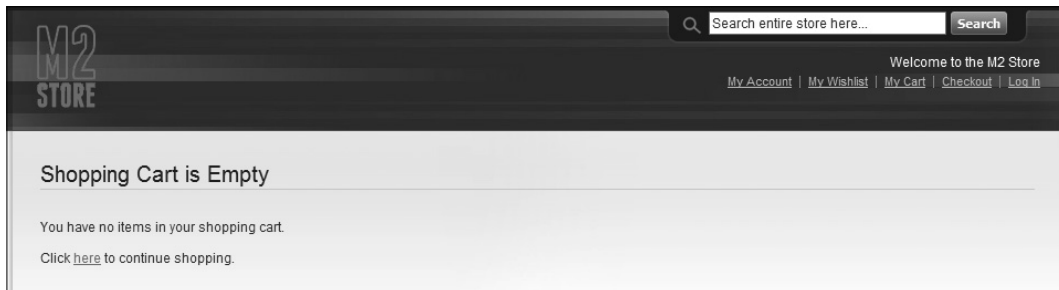 M2
STORE
Search entire store here... Search
Welcome to the M2 Store
My Account | My Wishlist | My Cart | Checkout | Log In
Shopping Cart is Empty
You have no items in your shopping cart.
Click here to continue shopping.